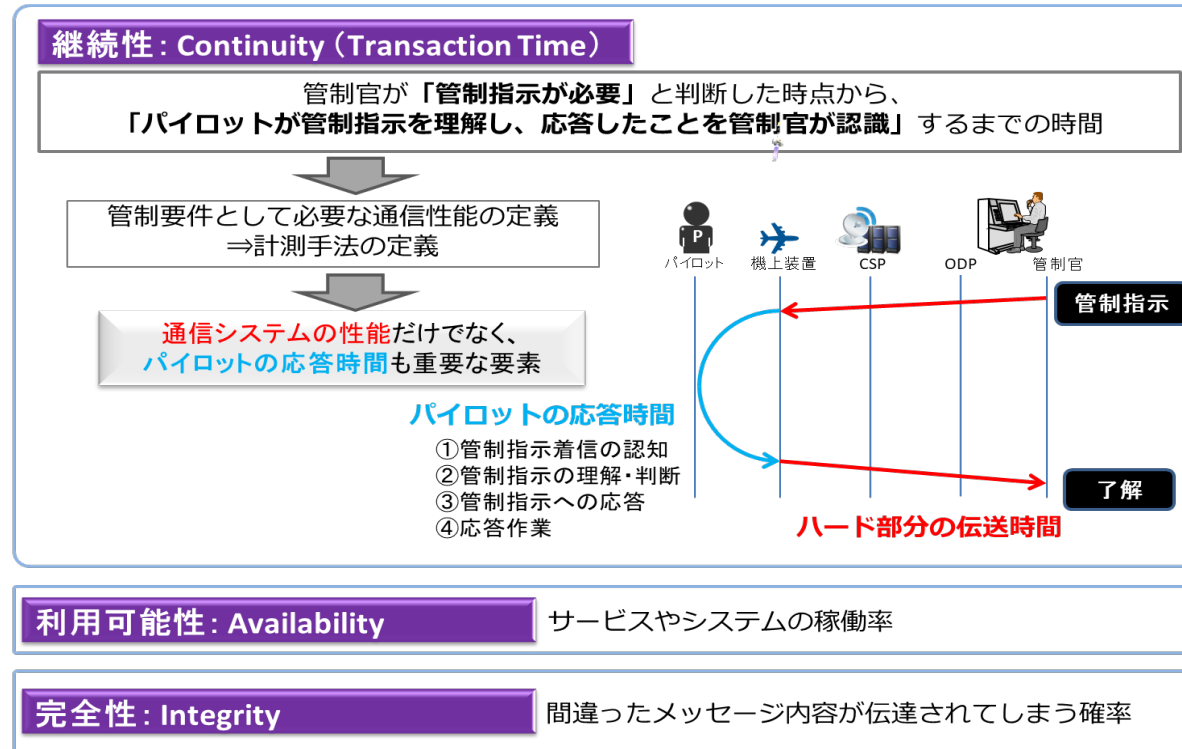 継続性: Continuity（Transaction Time）
管制官が「管制指示が必要」と判断した時点から、
「パイロットが管制指示を理解し、応答したことを管制官が認識」するまでの時間
管制要件として必要な通信性能の定義
⇒計測手法の定義
通信システムの性能だけでなく、
パイロットの応答時間も重要な要素
P
パイロット 機上装置 CSP ODP 管制官
管制指示
パイロットの応答時間
①管制指示着信の認知
②管制指示の理解・判断
③管制指示への応答
④応答作業
了解
ハード部分の伝送時間
利用可能性: Availability
サービスやシステムの稼働率
完全性: Integrity
間違ったメッセージ内容が伝達されてしまう確率